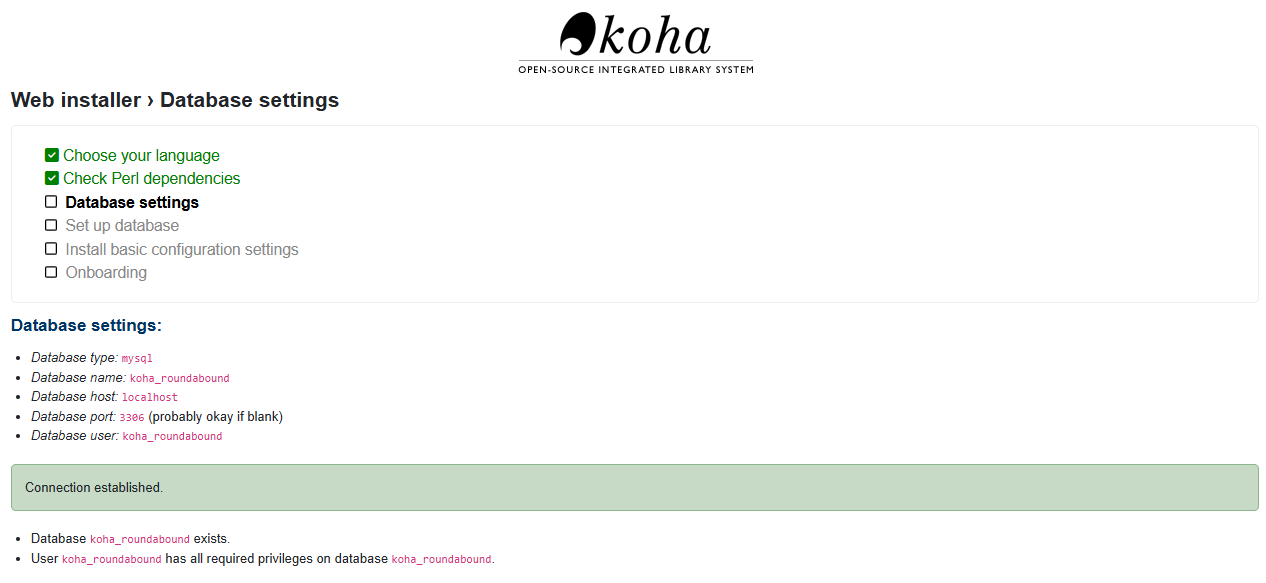 koha
OPEN-SOURCE INTEGRATED LIBRARY SYSTEM
Web installer › Database settings
Choose your language
Check Perl dependencies
Database settings
Set up database
Install basic configuration settings
Onboarding
Database settings:
Database type: mysql
Database name: koha_roundabound
Database host: localhost
Database port: 3306 (probably okay if blank)
Database user: koha_roundabound
Connection established.
Database koha_roundabound exists.
User koha_roundabound has all required privileges on database koha_roundabound.